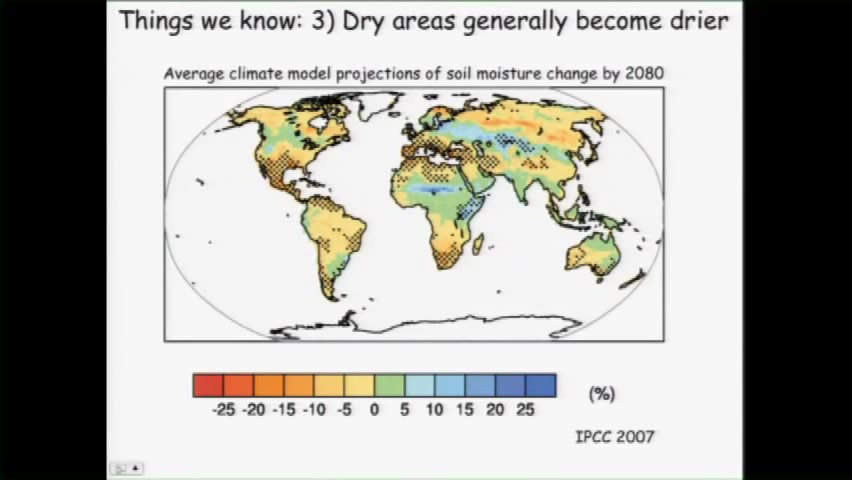 Things we know: 3) Dry areas generally become drier
Average climate model projections of soil moisture change by 2080
-25 -20 -15 -10 -5 0 5 10 15 20 25 (%)
IPCC 2007